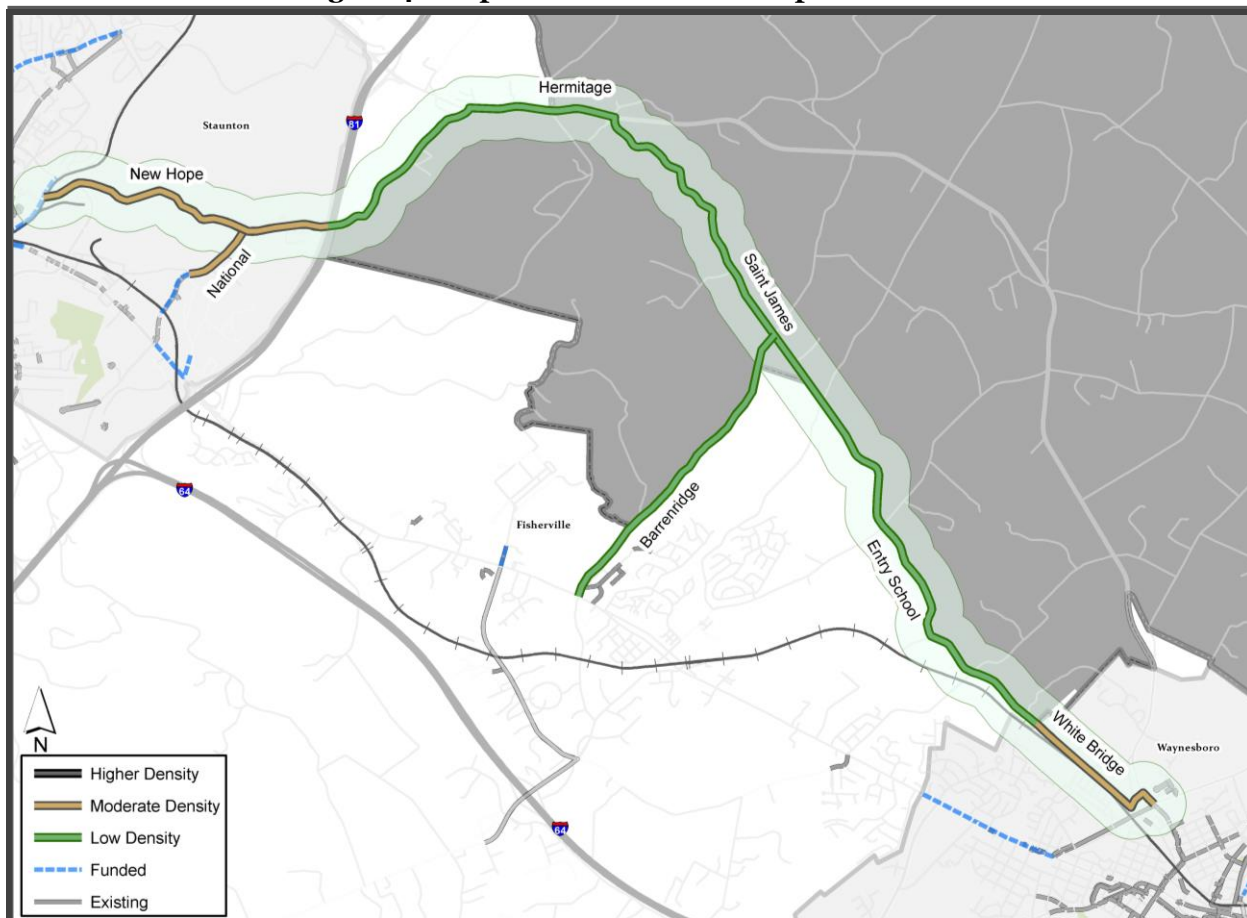 Hermitage
Staunton
81
New Hope
National
Saint James
64
Fisherville
Barrenridge
Entry School
White Bridge
Waynesboro
N
Higher Density
Moderate Density
Low Density
Funded
Existing
64